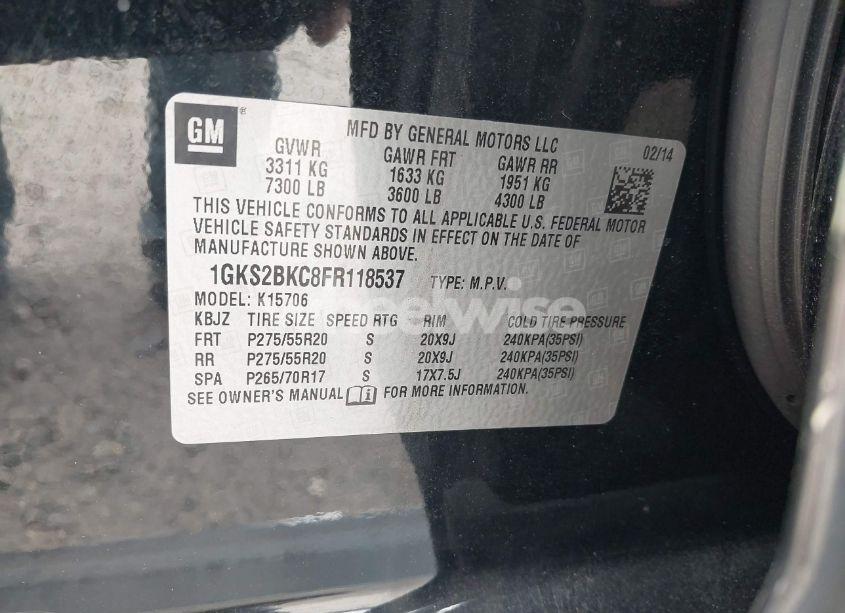 GM ®
MFD BY GENERAL MOTORS LLC 02/14
GVWR GAWR FRT GAWR RR
3311 KG 1633 KG 1951 KG
7300 LB 3600 LB 4300 LB
THIS VEHICLE CONFORMS TO ALL APPLICABLE U.S. FEDERAL MOTOR
VEHICLE SAFETY STANDARDS IN EFFECT ON THE DATE OF
MANUFACTURE SHOWN ABOVE.
1GKS2BKC8FR118537 TYPE: M.P.V.
MODEL: K15706
KBJZ TIRE SIZE SPEED RTG RIM COLD TIRE PRESSURE
FRT P275/55R20 S 20X9J 240KPA(35PSI)
RR P275/55R20 S 20X9J 240KPA(35PSI)
SPA P265/70R17 S 17X7.5J 240KPA(35PSI)
SEE OWNER'S MANUAL i FOR MORE INFORMATION.